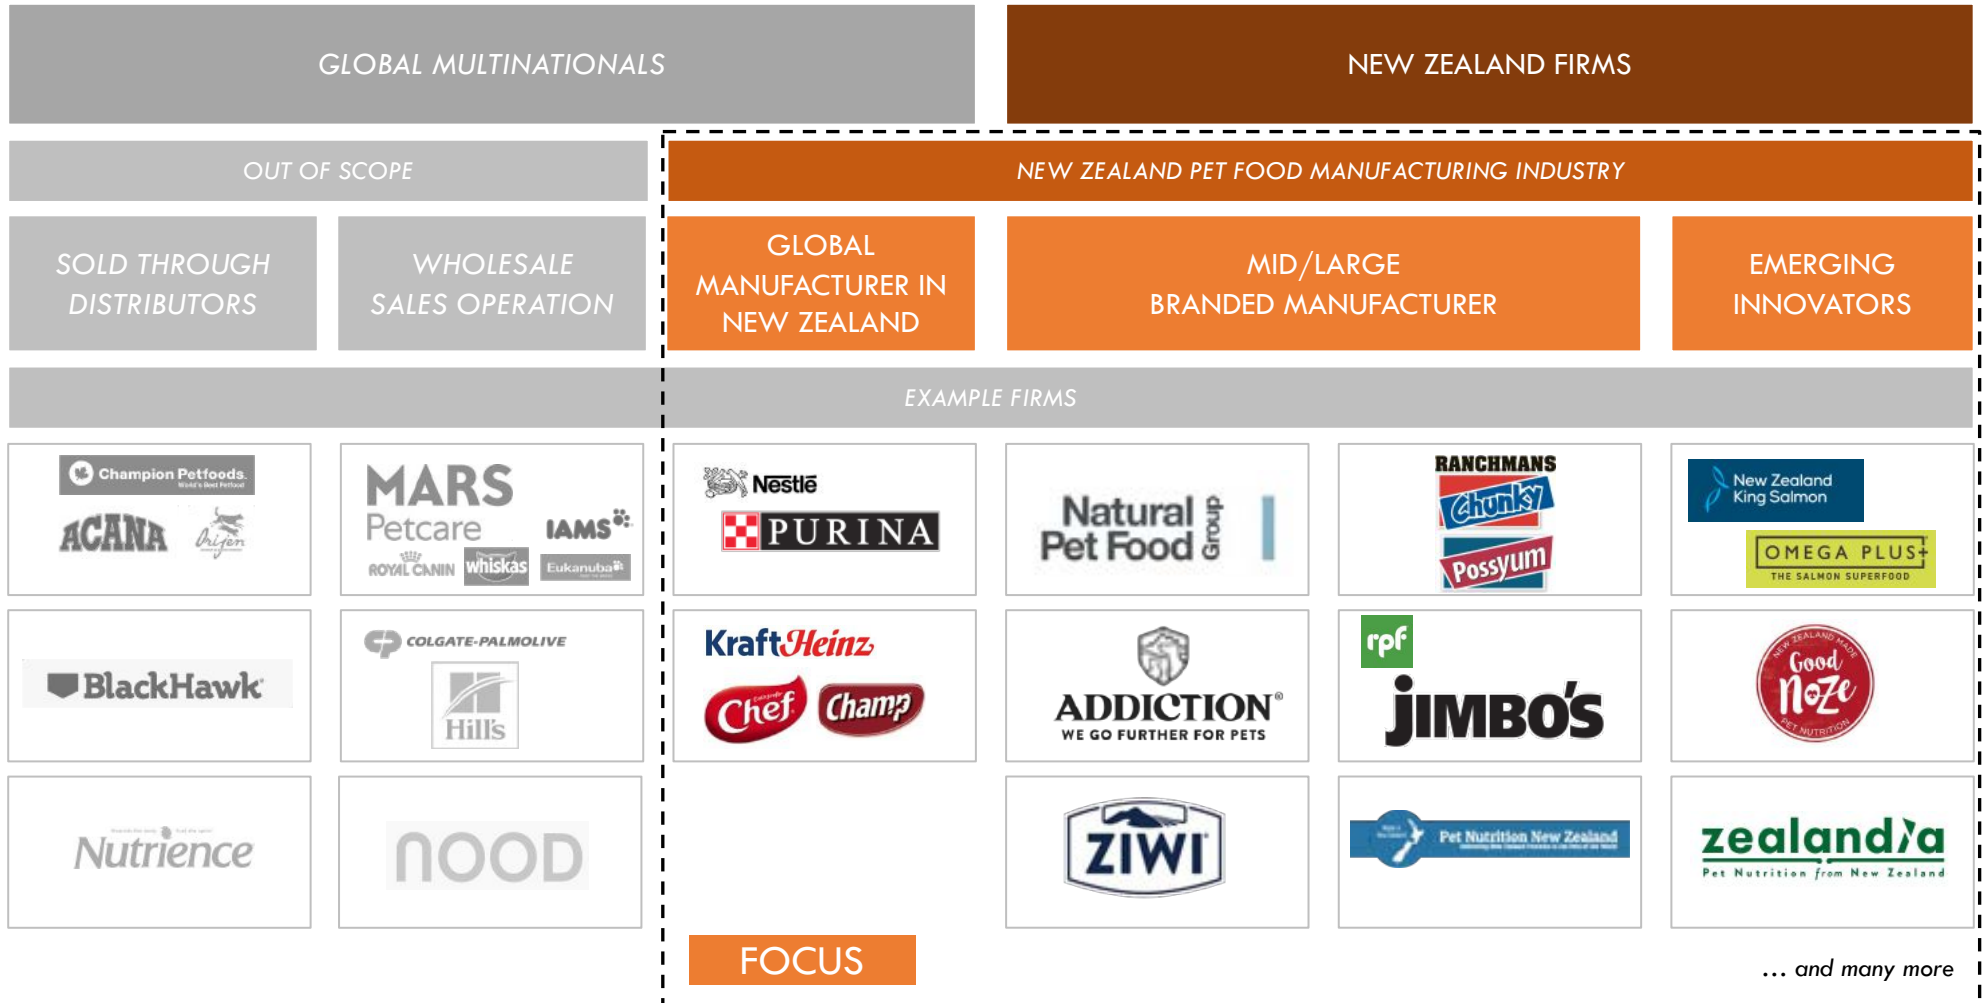 GLOBAL MULTINATIONALS
NEW ZEALAND FIRMS
OUT OF SCOPE
NEW ZEALAND PET FOOD MANUFACTURING INDUSTRY
SOLD THROUGH
DISTRIBUTORS
WHOLESALE
SALES OPERATION
GLOBAL
MANUFACTURER IN
NEW ZEALAND
MID/LARGE
BRANDED MANUFACTURER
EMERGING
INNOVATORS
EXAMPLE FIRMS
Champion Petfoods.
World's Best Petfood
ACANA
Orijen
MARS
Petcare
IAMS
ROYAL CANIN
whiskas
Eukanuba
Nestlé
PURINA
Natural
Pet Food
Group
RANCHMANS
Chunky
Possyum
New Zealand
King Salmon
OMEGA PLUS+
THE SALMON SUPERFOOD
BlackHawk
CP COLGATE-PALMOLIVE
Hill's
KraftHeinz
Chef
Champ
ADDICTION®
WE GO FURTHER FOR PETS
rpf
JIMBO'S
NEW ZEALAND MADE
Good
Noze
PET NUTRITION
Nutrience
NOOD
ZIWI
Pet Nutrition New Zealand
zealandia
Pet Nutrition from New Zealand
FOCUS
... and many more